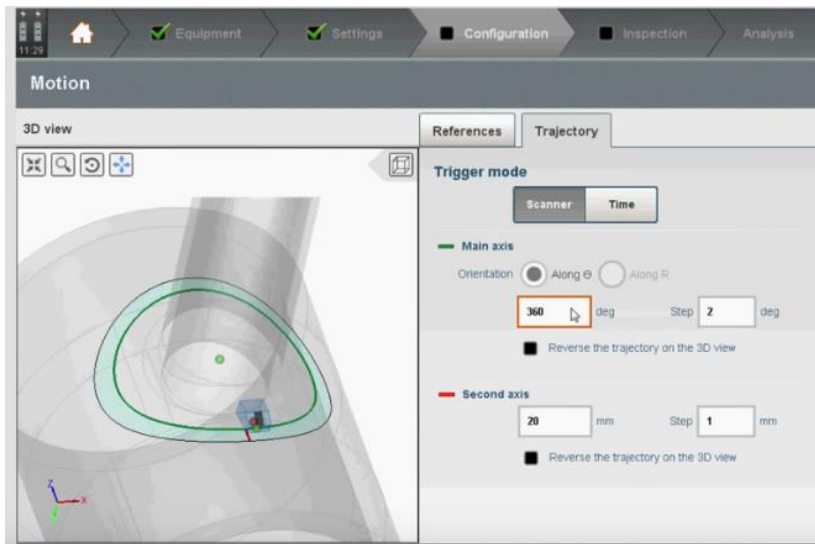 11:29
Equipment
Settings
Configuration
Inspection
Analysis
Motion
3D view
References
Trajectory
Trigger mode
Scanner
Time
Main axis
Orientation
Along Θ
Along R
360
deg
Step
2
deg
Reverse the trajectory on the 3D view
Second axis
20
mm
Step
1
mm
Reverse the trajectory on the 3D view
Z
X